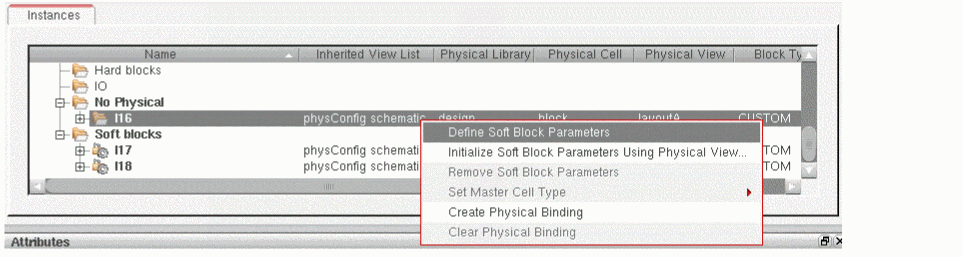 Instances
Name Inherited View List Physical Library Physical Cell Physical View Block Ty
Hard blocks
IO
No Physical
I16 physConfig schematic design block layoutA CUSTOM
Soft blocks
Define Soft Block Parameters
I17 physConfig schemati TOM
Initialize Soft Block Parameters Using Physical View...
I18 physConfig schemati TOM
Remove Soft Block Parameters
Set Master Cell Type
Create Physical Binding
Clear Physical Binding
Attributes